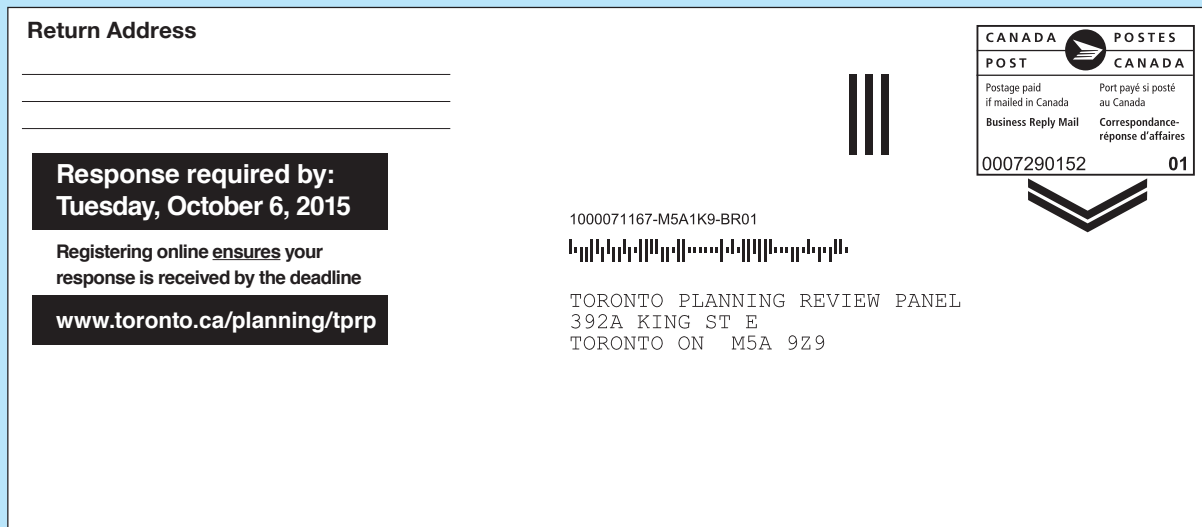 Return Address
Response required by:
Tuesday, October 6, 2015
Registering online ensures your
response is received by the deadline
www.toronto.ca/planning/tprp
CANADA POSTES
POST CANADA
Postage paid
if mailed in Canada
Business Reply Mail
Port payé si posté
au Canada
Correspondance-
réponse d'affaires
0007290152 01
1000071167-M5A1K9-BR01
TORONTO PLANNING REVIEW PANEL
392A KING ST E
TORONTO ON M5A 9Z9